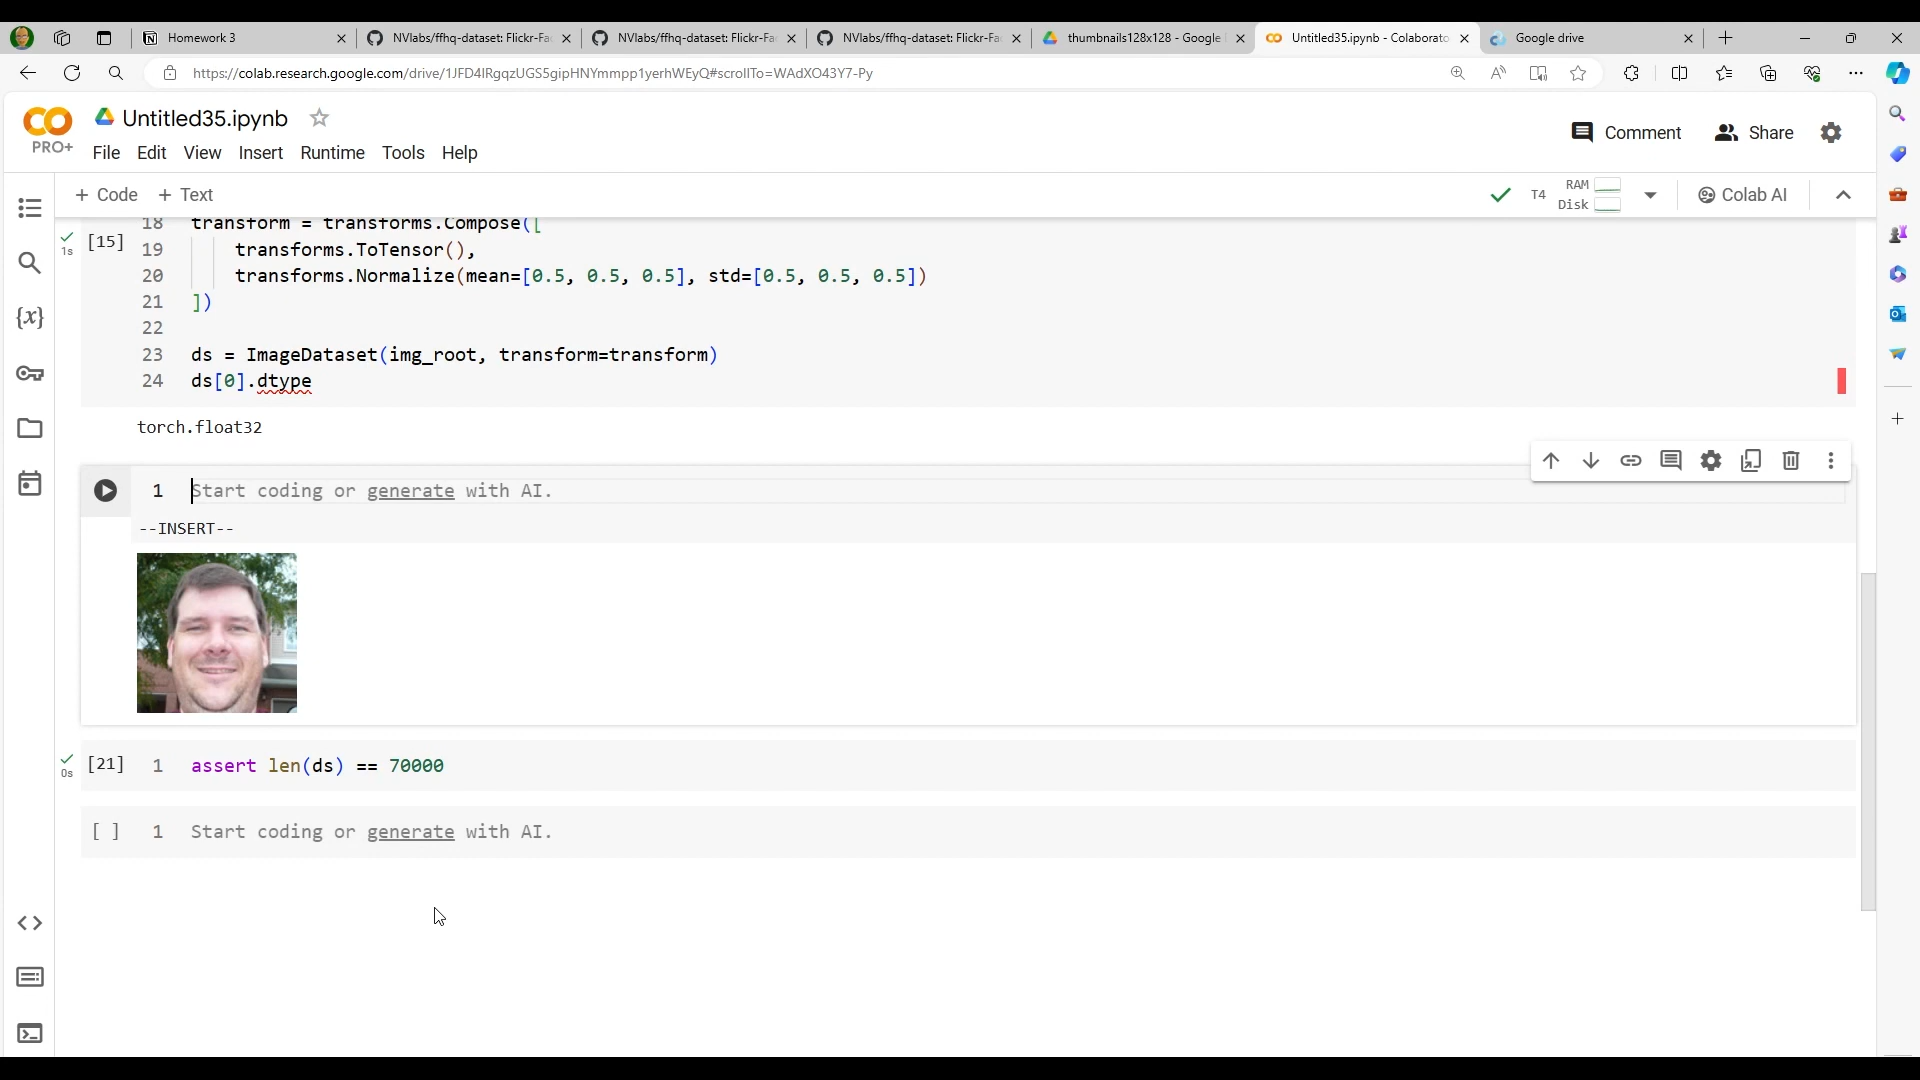 Homework 3
NVlabs/ffhq-dataset: Flickr-Fa
NVlabs/ffhq-dataset: Flickr-Fa
NVlabs/ffhq-dataset: Flickr-Fa
thumbnails128x128 - Google
Untitled35.ipynb - Colaborato
Google drive
https://colab.research.google.com/drive/1JFD4lRgqzUGS5gipHNYmmpp1yerhWEyQ#scrollTo=WAdXO43Y7-Py
PRO+
Untitled35.ipynb
File Edit View Insert Runtime Tools Help
Comment
Share
+ Code + Text
T4
RAM
Disk
Colab AI
18 transform = transforms.Compose([
1s [15] 19 transforms.ToTensor(),
20 transforms.Normalize(mean=[0.5, 0.5, 0.5], std=[0.5, 0.5, 0.5])
21 ])
22
23 ds = ImageDataset(img_root, transform=transform)
24 ds[0].dtype
torch.float32
1 Start coding or generate with AI.
--INSERT--
0s [21] 1 assert len(ds) == 70000
[ ] 1 Start coding or generate with AI.
{x}